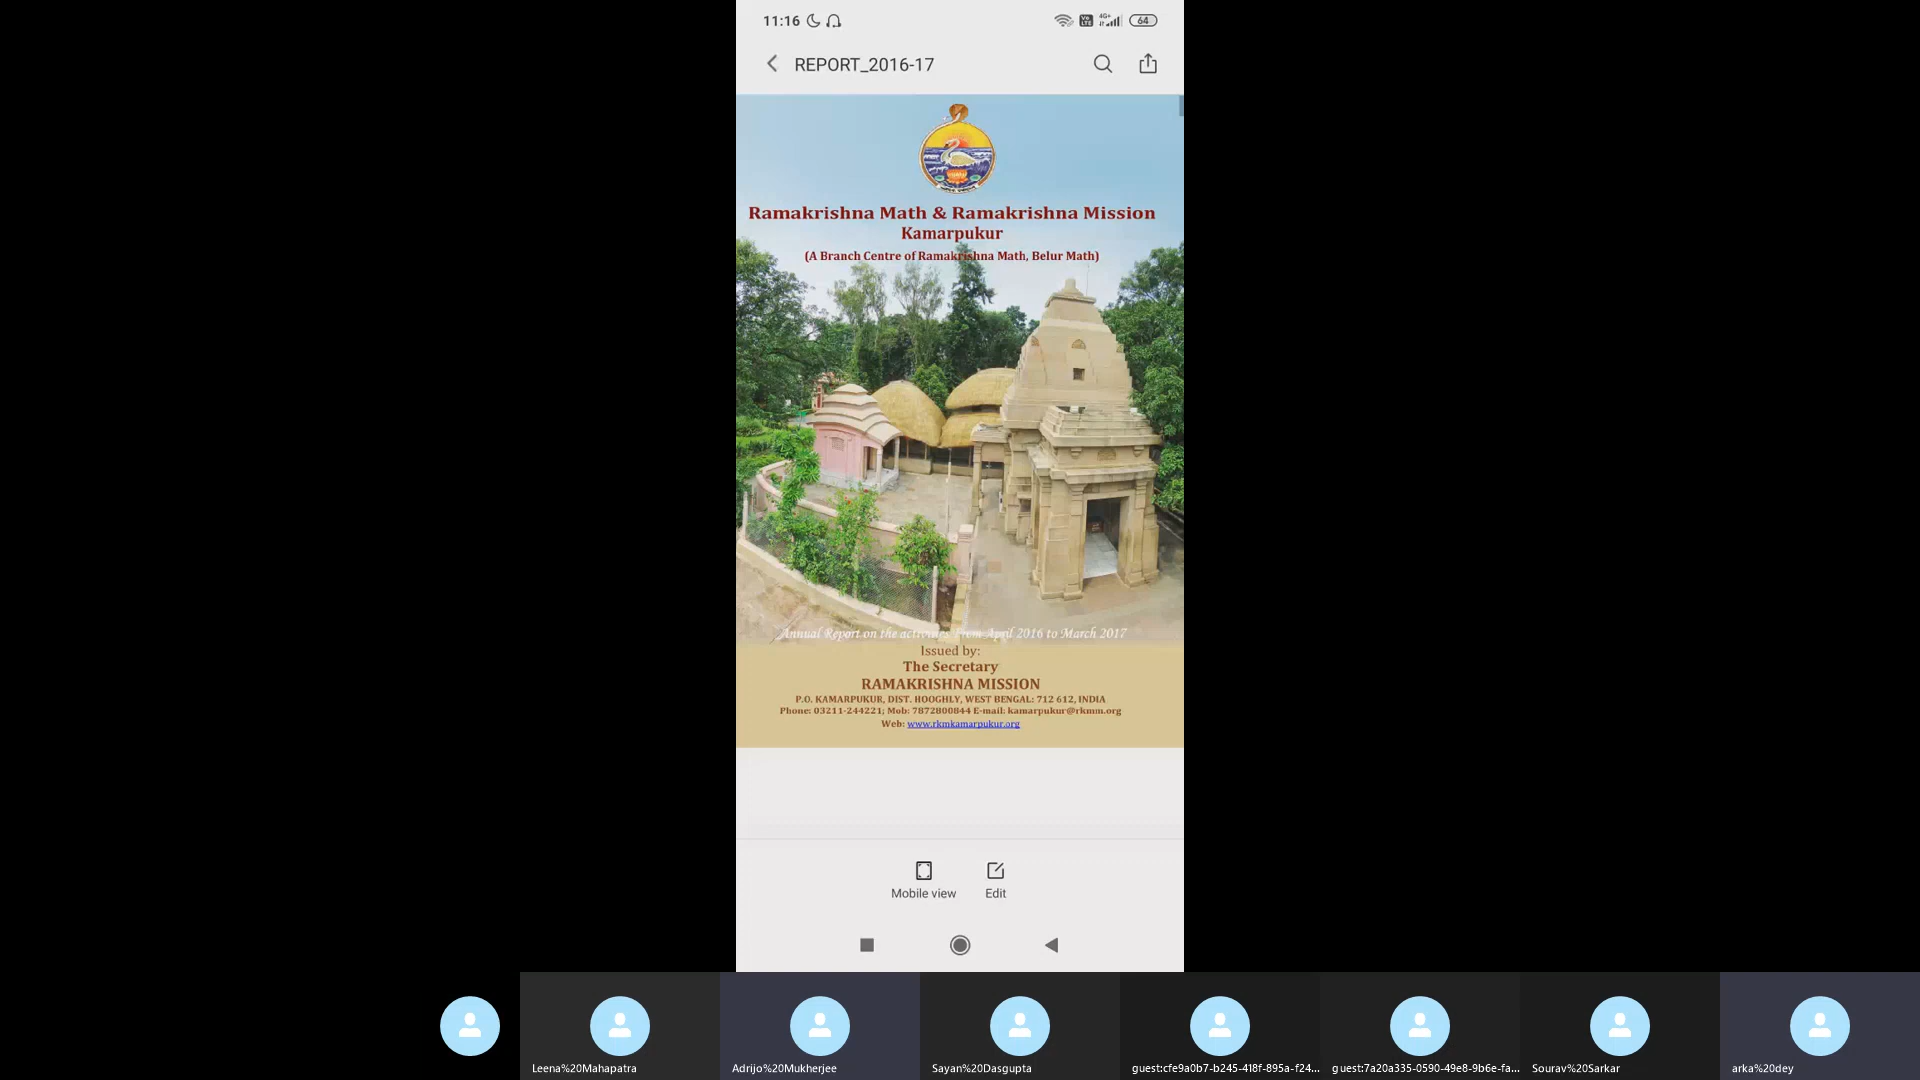 11:16
Vo LTE
4G+
64
REPORT_2016-17
Ramakrishna Math & Ramakrishna Mission
Kamarpukur
(A Branch Centre of Ramakrishna Math, Belur Math)
Annual Report on the activities From April 2016 to March 2017
Issued by:
The Secretary
RAMAKRISHNA MISSION
P.O. KAMARPUKUR, DIST. HOOGHLY, WEST BENGAL: 712 612, INDIA
Phone: 03211-244221; Mob: 7872800844 E-mail: kamarpukur@rkmm.org
Web: www.rkmkamarpukur.org
Mobile view
Edit
Leena%20Mahapatra
Adrijo%20Mukherjee
Sayan%20Dasgupta
guest:cfe9a0b7-b245-418f-895a-f24...
guest:7a20a335-0590-49e8-9b6e-fa...
Sourav%20Sarkar
arka%20dey